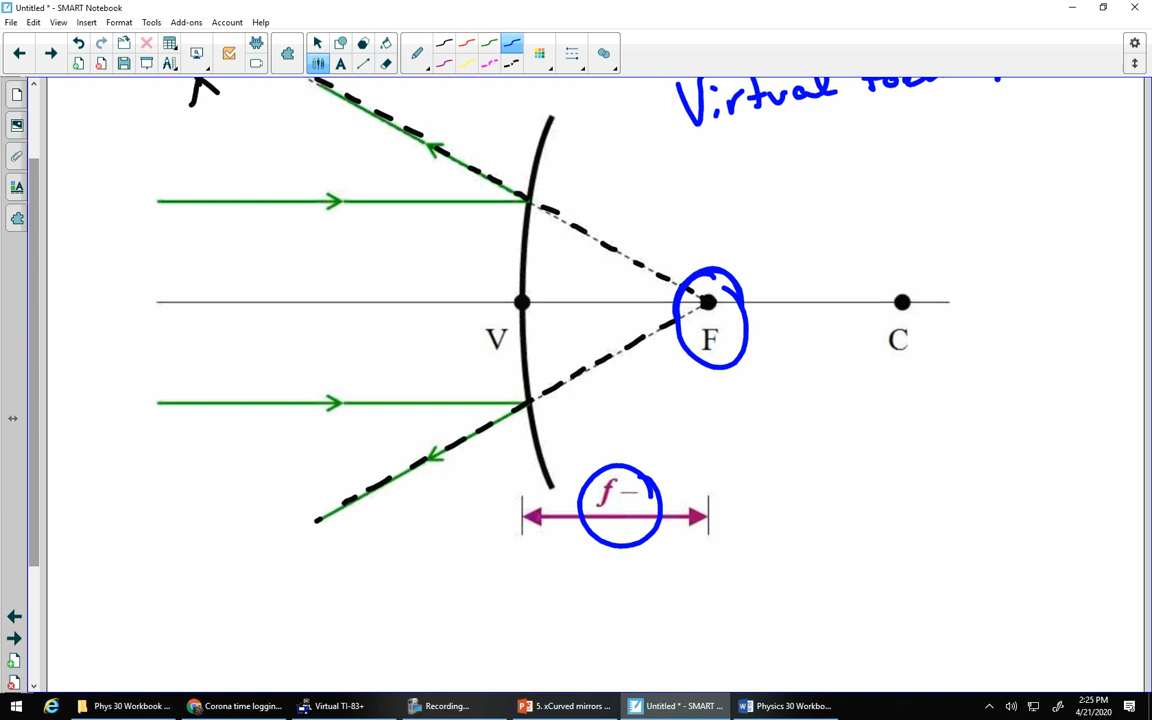 Untitled * - SMART Notebook
File Edit View Insert Format Tools Add-ons Account Help
Virtual
V
F
C
f –
Phys 30 Workbook ...
Corona time loggin...
Virtual TI-83+
Recording...
5. xCurved mirrors ...
Untitled * - SMART ...
Physics 30 Workbo...
2:25 PM
4/21/2020